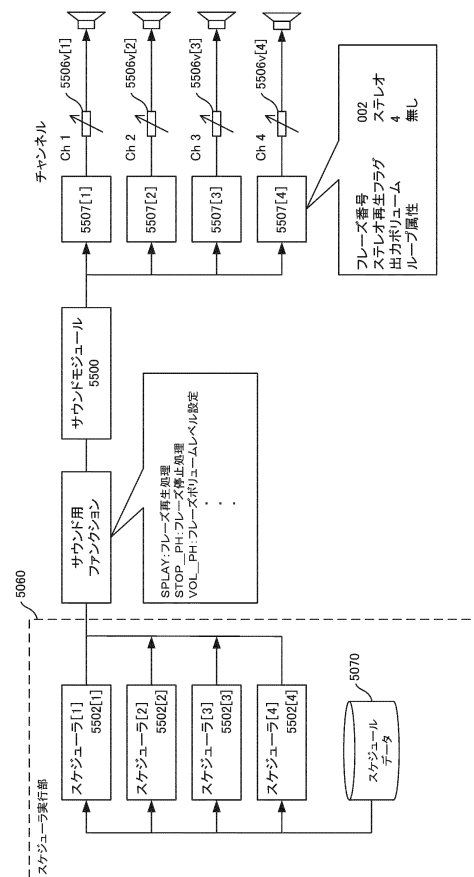 スケジューラ実行部
5060
スケジューラ[1]
5502[1]
スケジューラ[2]
5502[2]
スケジューラ[3]
5502[3]
スケジューラ[4]
5502[4]
5070
スケジュール
データ
サウンド用
ファンクション
SPLAY:フレーズ再生処理
STOP__PH:フレーズ停止処理
VOL__PH:フレーズボリュームレベル設定
・
・
・
サウンドモジュール
5500
チャンネル
5507[1]
Ch 1
5506v[1]
5507[2]
Ch 2
5506v[2]
5507[3]
Ch 3
5506v[3]
5507[4]
Ch 4
5506v[4]
フレーズ番号 002
ステレオ再生フラグ ステレオ
出力ボリューム 4
ループ属性 無し